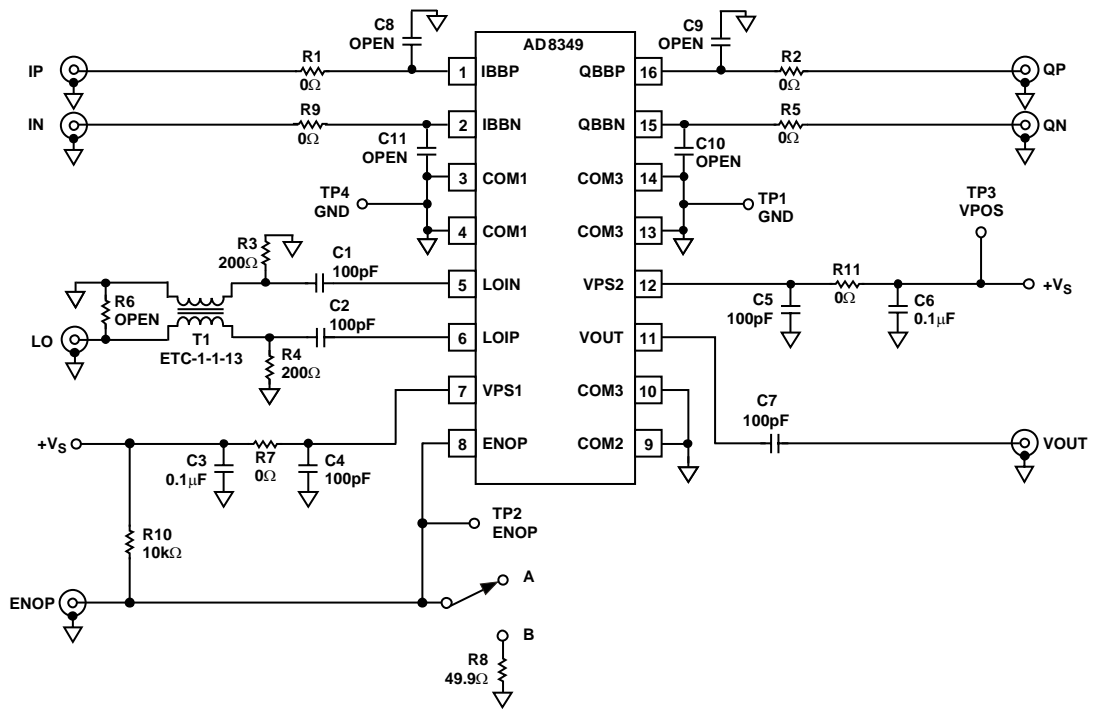 AD8349
C8
OPEN
C9
OPEN
IP
R1
0Ω
1
IBBP
QBBP
16
R2
0Ω
QP
IN
R9
0Ω
2
IBBN
QBBN
15
R5
0Ω
QN
C11
OPEN
C10
OPEN
3
COM1
COM3
14
TP4
GND
TP1
GND
TP3
VPOS
4
COM1
COM3
13
R3
200Ω
C1
100pF
5
LOIN
VPS2
12
R11
0Ω
+VS
C5
100pF
C6
0.1μF
R6
OPEN
C2
100pF
LO
T1
ETC-1-1-13
R4
200Ω
6
LOIP
VOUT
11
7
VPS1
COM3
10
C7
100pF
+VS
C3
0.1μF
R7
0Ω
C4
100pF
8
ENOP
COM2
9
VOUT
TP2
ENOP
R10
10kΩ
A
ENOP
B
R8
49.9Ω